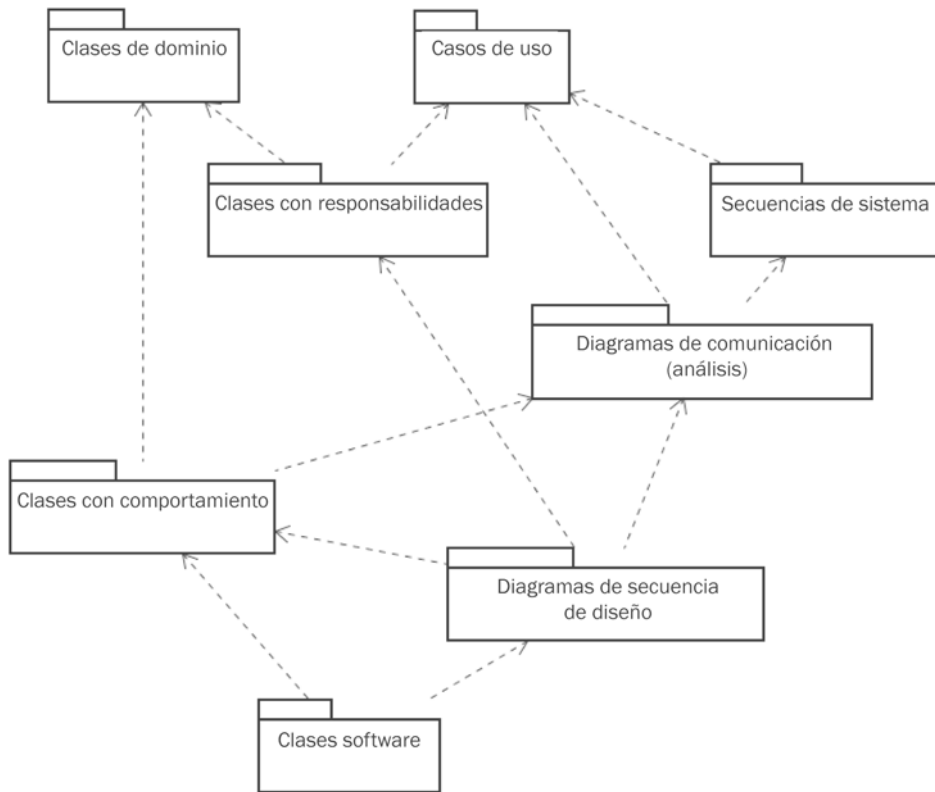 Clases de dominio
Casos de uso
Clases con responsabilidades
Secuencias de sistema
Diagramas de comunicación
(análisis)
Clases con comportamiento
Diagramas de secuencia
de diseño
Clases software